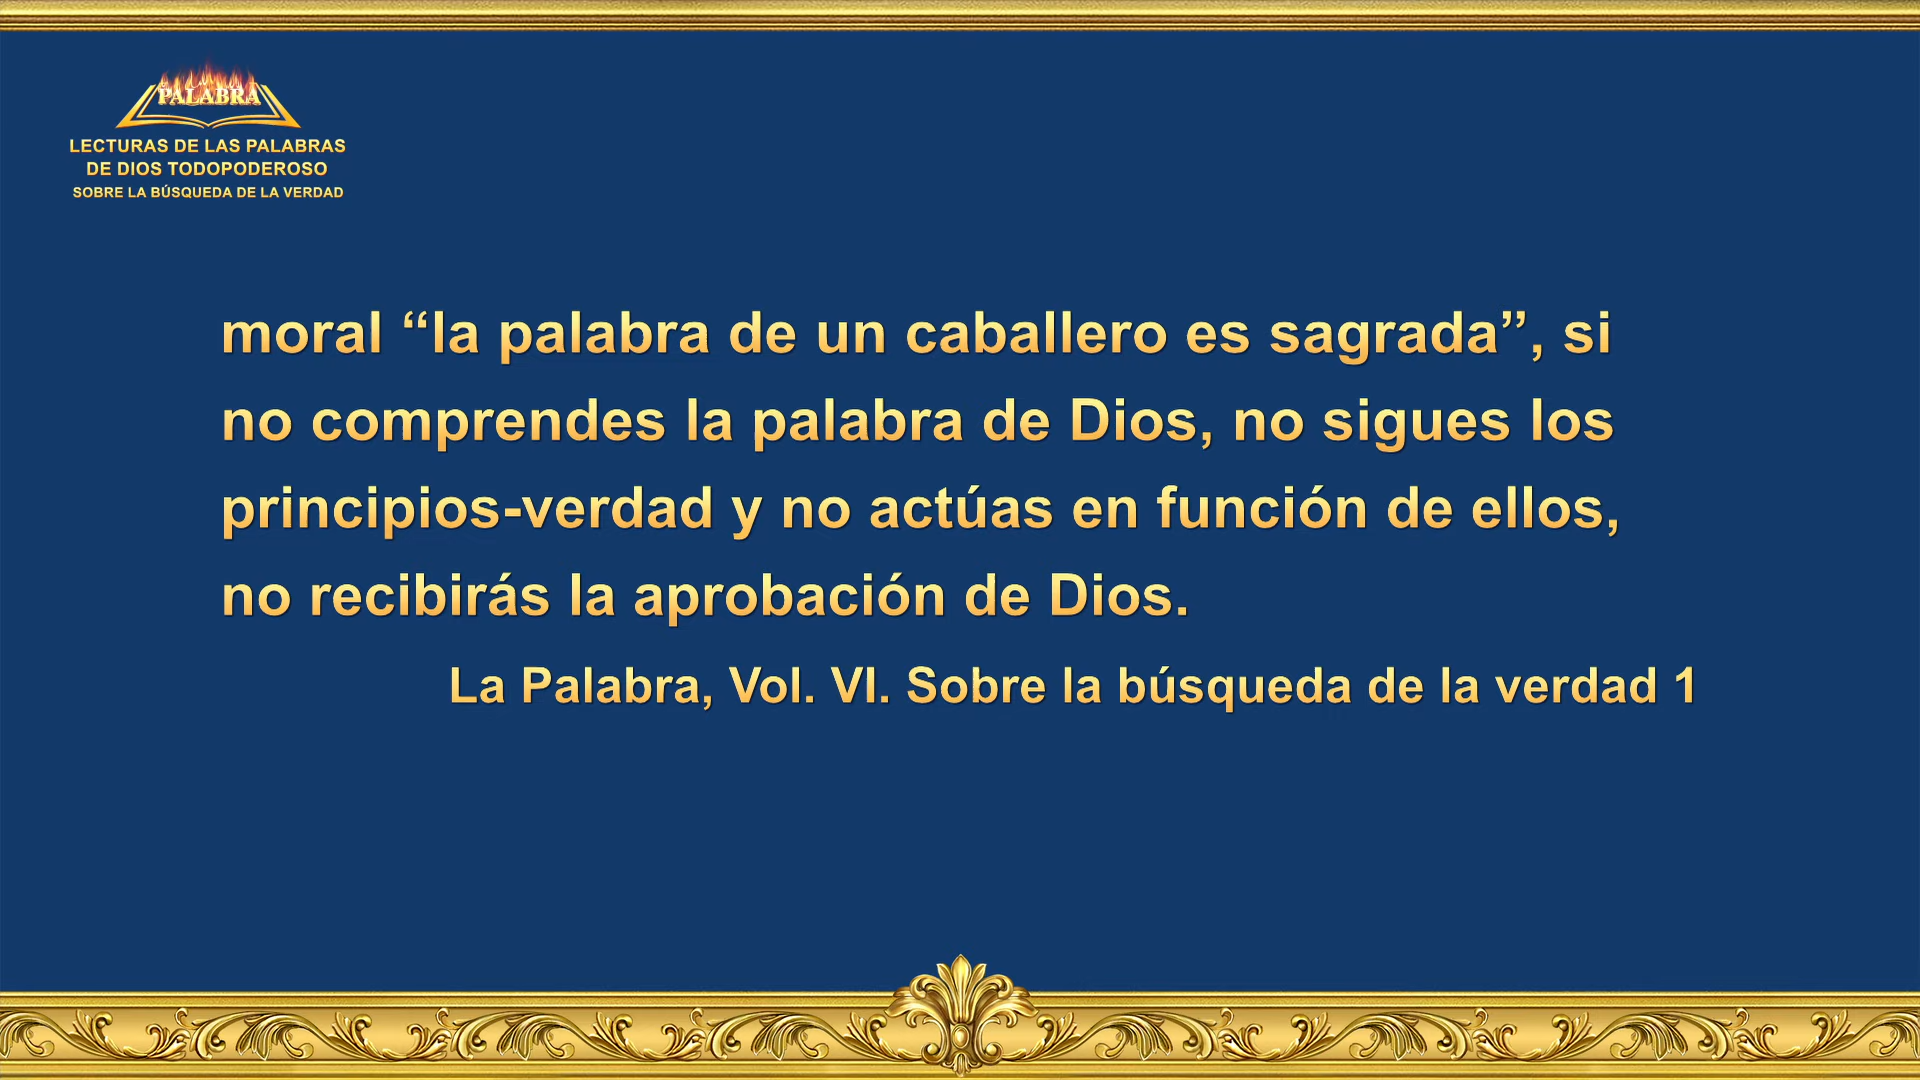 PALABRA
LECTURAS DE LAS PALABRAS
DE DIOS TODOPODEROSO
SOBRE LA BÚSQUEDA DE LA VERDAD
moral “la palabra de un caballero es sagrada”, si
no comprendes la palabra de Dios, no sigues los
principios-verdad y no actúas en función de ellos,
no recibirás la aprobación de Dios.
La Palabra, Vol. VI. Sobre la búsqueda de la verdad 1